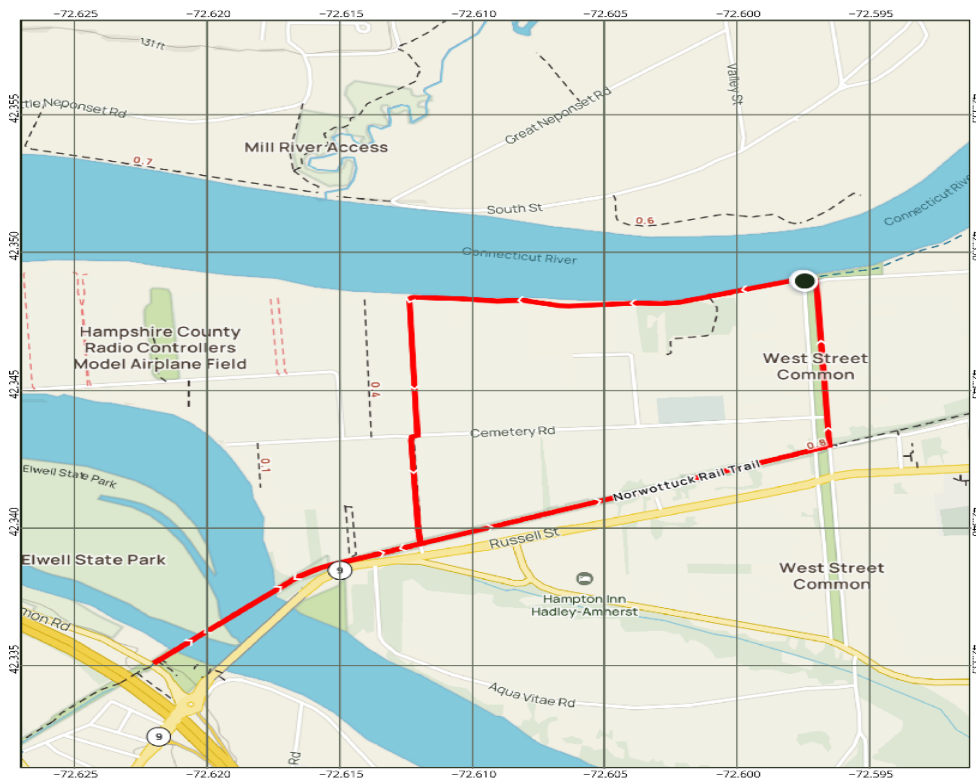 −72.625 −72.620 −72.615 −72.610 −72.605 −72.600 −72.595
131 ft
Valley St
Neponset Rd
Great Neponset Rd
42.355
Mill River Access
0.7
South St
0.6
Connecticut River
42.350
Connecticut River
Hampshire County
Radio Controllers
Model Airplane Field
West Street
Common
42.345
0.4
Cemetery Rd
0.8
0.1
Elwell State Park
Norwottuck Rail Trail
42.340
Russell St
Elwell State Park
9
West Street
Common
Hampton Inn
Hadley-Amherst
mon Rd
42.335
Aqua Vitae Rd
9
Rd
−72.625 −72.620 −72.615 −72.610 −72.605 −72.600 −72.595